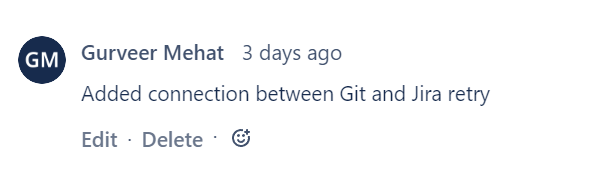 GM Gurveer Mehat 3 days ago
Added connection between Git and Jira retry
Edit · Delete ·